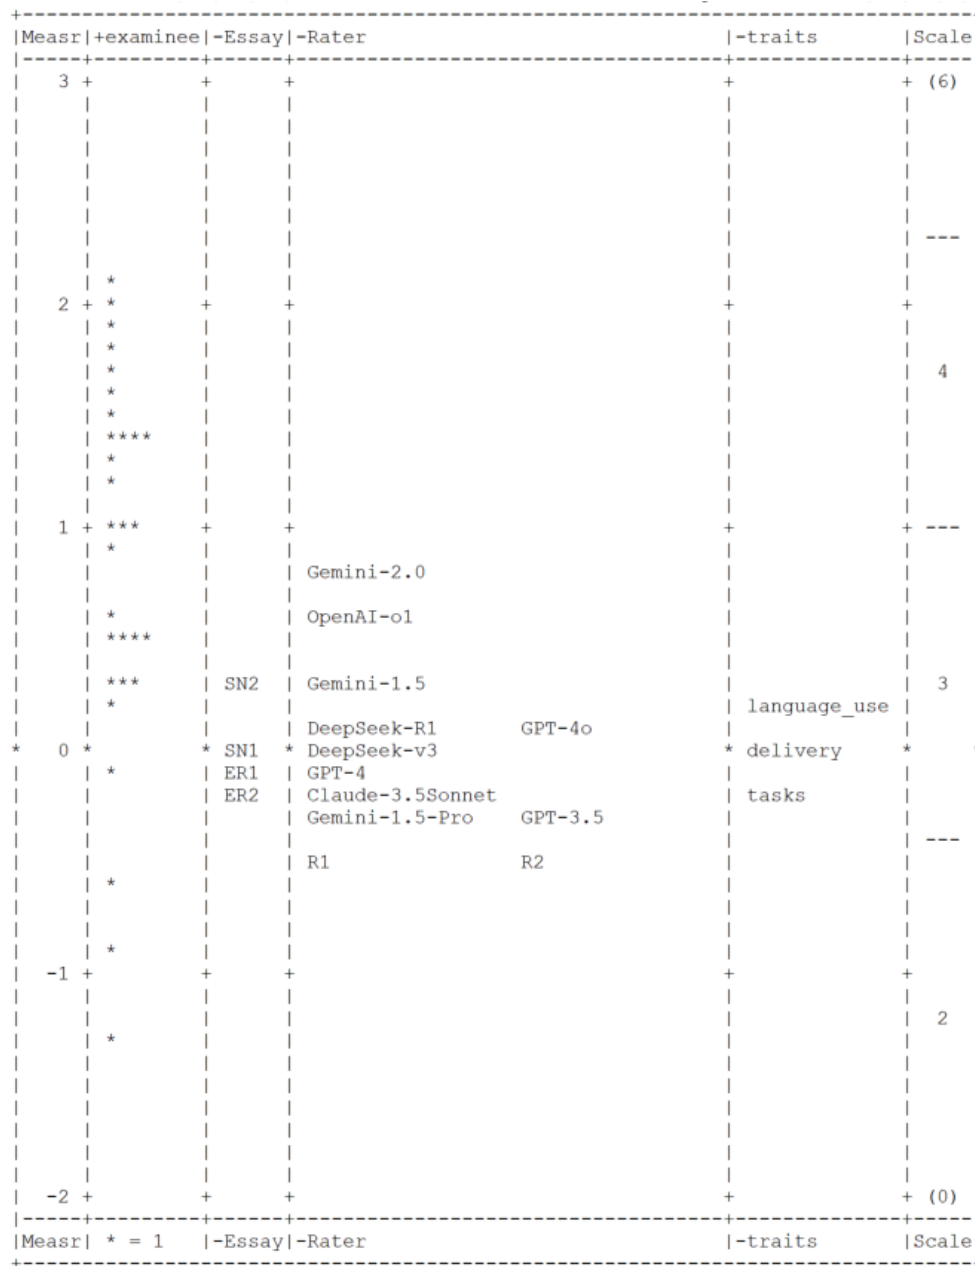 |Measr|+examinee|-Essay|-Rater |-traits |Scale
3 + + + + + (6)
---
*
2 + * + + + +
*
*
* 4
*
*
****
*
*
1 + *** + + + + ---
*
Gemini-2.0
* OpenAI-o1
****
*** | SN2 | Gemini-1.5 3
* language_use
DeepSeek-R1 GPT-4o
* 0 * * SN1 * DeepSeek-v3 * delivery *
* | ER1 | GPT-4
ER2 | Claude-3.5Sonnet | tasks
Gemini-1.5-Pro GPT-3.5
---
R1 R2
*
*
-1 + + + + +
2
*
-2 + + + + + (0)
|Measr| * = 1 |-Essay|-Rater |-traits |Scale